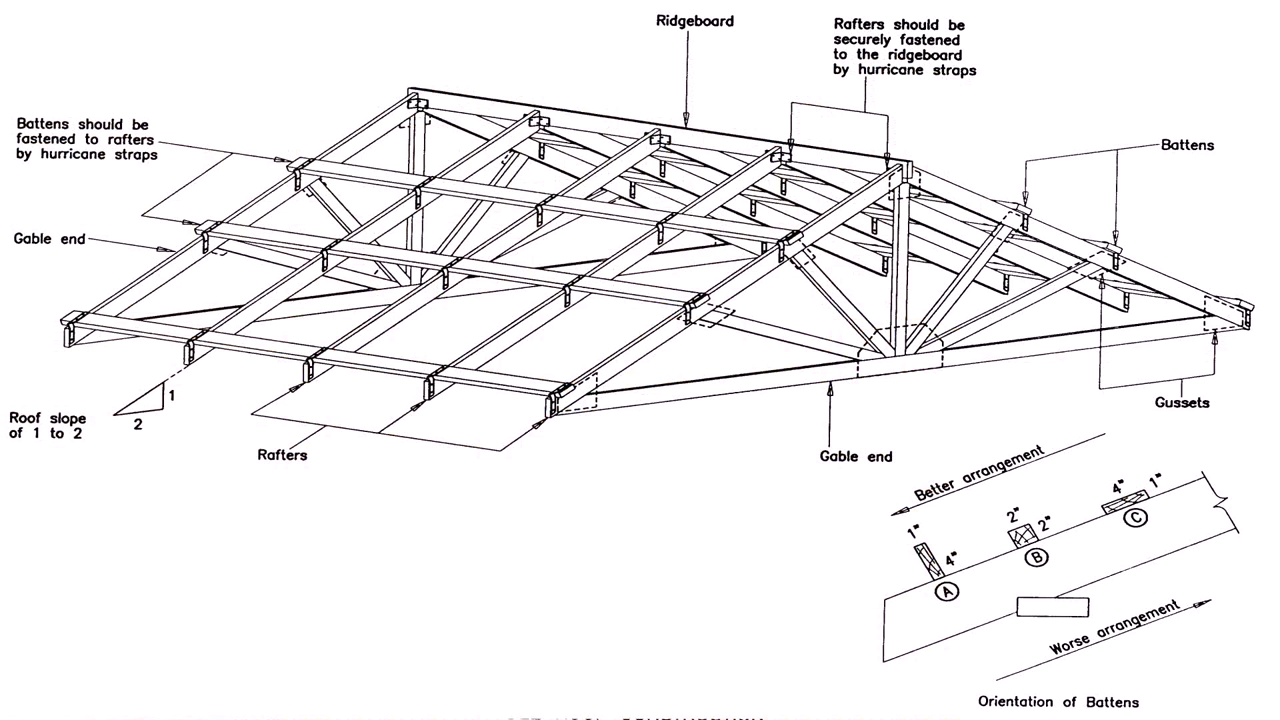 Ridgeboard
Rafters should be
securely fastened
to the ridgeboard
by hurricane straps
Battens should be
fastened to rafters
by hurricane straps
Battens
Gable end
1
2
Roof slope
of 1 to 2
Rafters
Gable end
Gussets
Better arrangement
1"
4"
A
2"
2"
B
4"
1"
C
Worse arrangement
Orientation of Battens